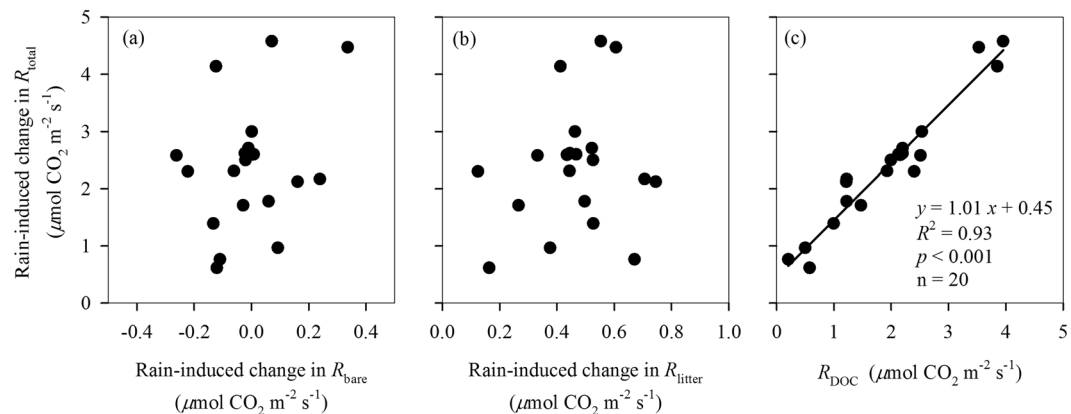 Rain-induced change in R_total
(μmol CO₂ m⁻² s⁻¹)
5
4
3
2
1
0
(a)
-0.4
-0.2
0.0
0.2
0.4
Rain-induced change in R_bare
(μmol CO₂ m⁻² s⁻¹)
(b)
0.0
0.2
0.4
0.6
0.8
1.0
Rain-induced change in R_litter
(μmol CO₂ m⁻² s⁻¹)
(c)
y = 1.01 x + 0.45
R² = 0.93
p < 0.001
n = 20
0
1
2
3
4
5
R_DOC (μmol CO₂ m⁻² s⁻¹)